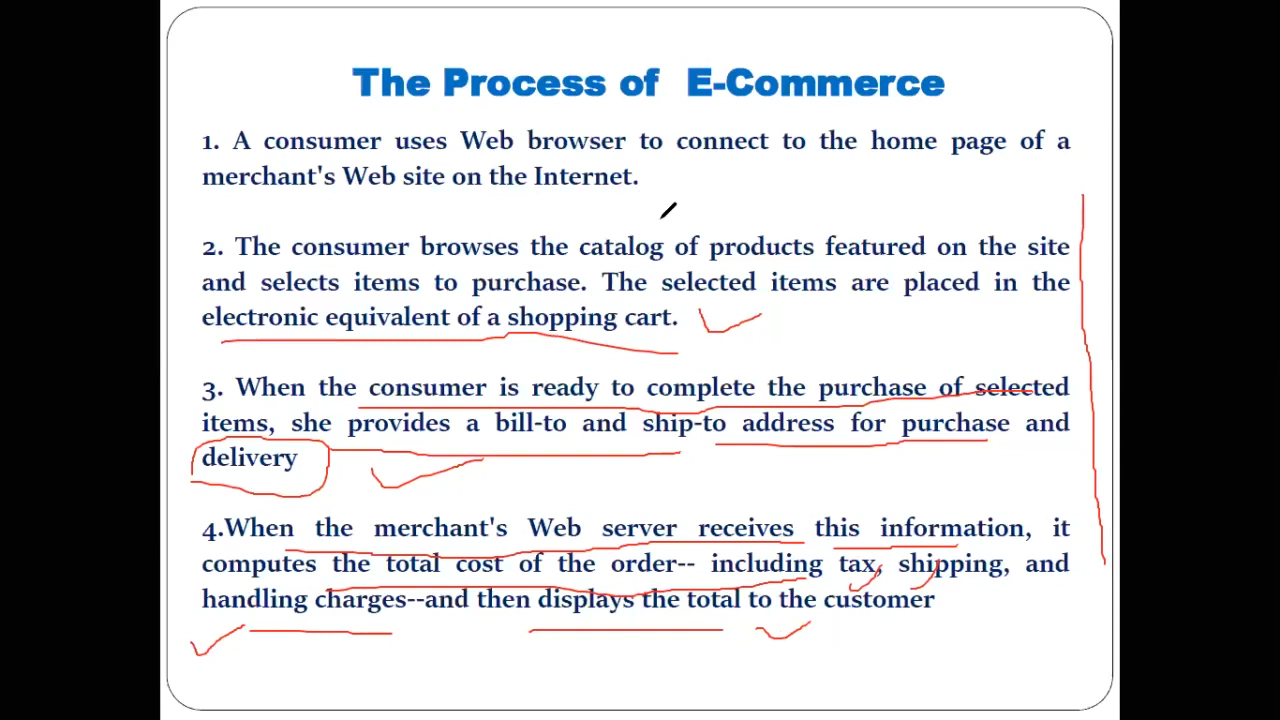 The Process of E-Commerce
1. A consumer uses Web browser to connect to the home page of a
merchant's Web site on the Internet.
2. The consumer browses the catalog of products featured on the site
and selects items to purchase. The selected items are placed in the
electronic equivalent of a shopping cart.
3. When the consumer is ready to complete the purchase of selected
items, she provides a bill-to and ship-to address for purchase and
delivery
4.When the merchant's Web server receives this information, it
computes the total cost of the order-- including tax, shipping, and
handling charges--and then displays the total to the customer